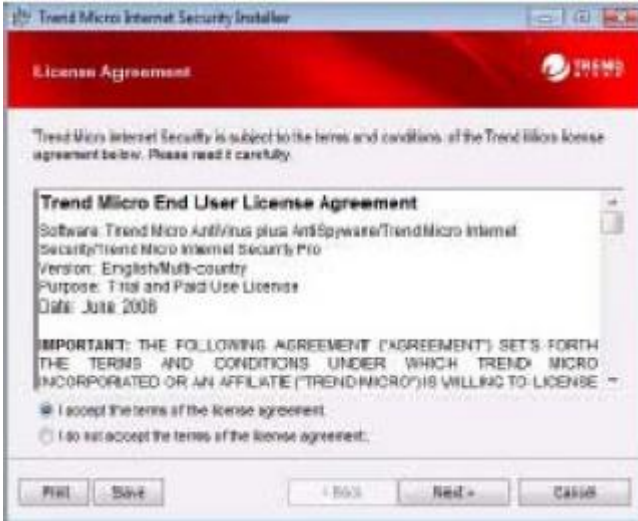 Trend Micro Internet Security Installer
License Agreement
TREND
MICRO
Trend Micro Internet Security is subject to the terms and conditions of the Trend Micro license
agreement below. Please read it carefully.
Trend Micro End User License Agreement
Software: Trend Micro AntiVirus plus AntiSpyware/Trend Micro Internet
Security/Trend Micro Internet Security Pro
Version: English/Multi-country
Purpose: Trial and Paid Use License
Date: June 2008
IMPORTANT: THE FOLLOWING AGREEMENT ("AGREEMENT") SETS FORTH
THE TERMS AND CONDITIONS UNDER WHICH TREND MICRO
INCORPORATED OR AN AFFILIATE ("TREND MICRO") IS WILLING TO LICENSE
I accept the terms of the license agreement.
I do not accept the terms of the license agreement.
Print
Save
< Back
Next >
Cancel